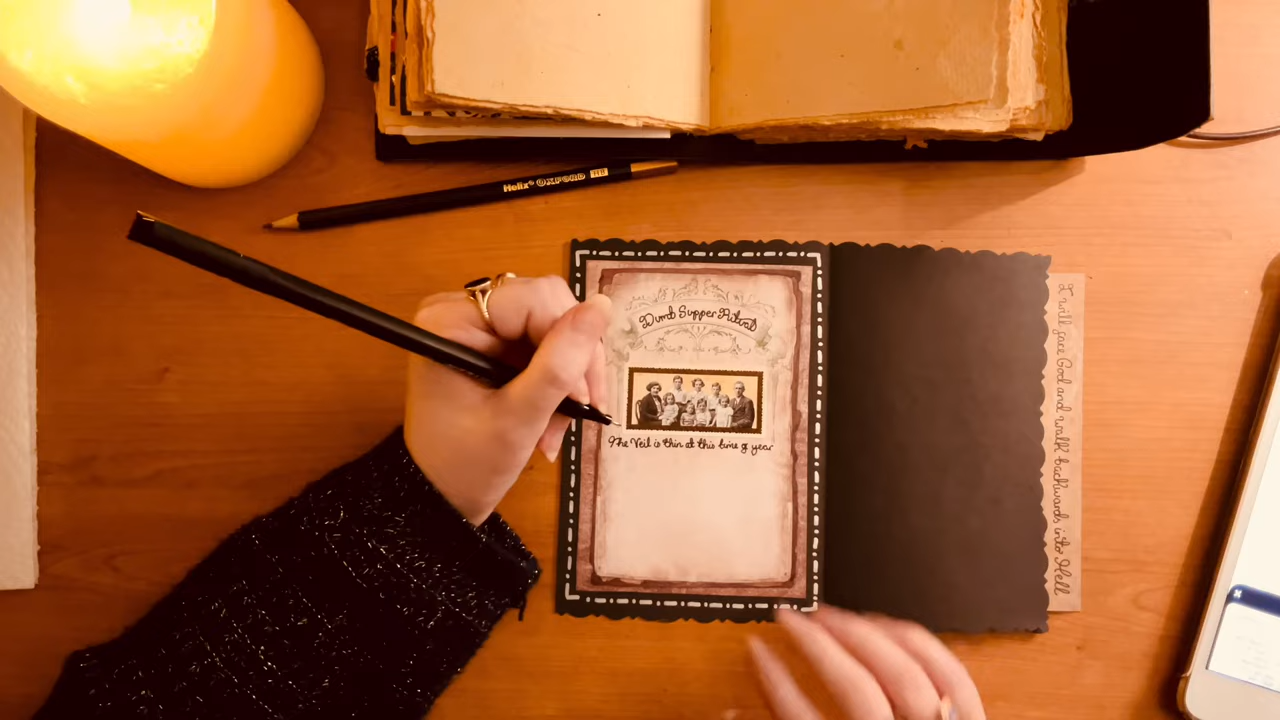 Helix® OXFORD HB
Dumb Supper Ritual
The Veil is thin at this time of year
I will face God and walk backwards into Hell